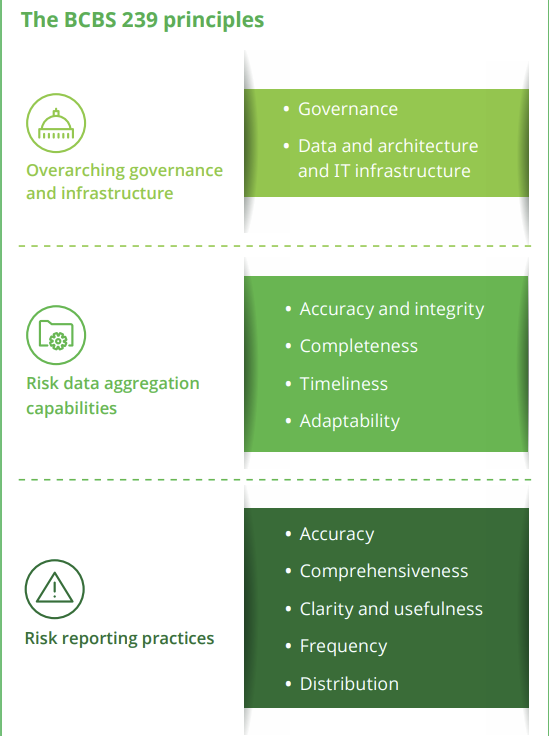 The BCBS 239 principles
Overarching governance
and infrastructure
• Governance
• Data and architecture
and IT infrastructure
Risk data aggregation
capabilities
• Accuracy and integrity
• Completeness
• Timeliness
• Adaptability
Risk reporting practices
• Accuracy
• Comprehensiveness
• Clarity and usefulness
• Frequency
• Distribution